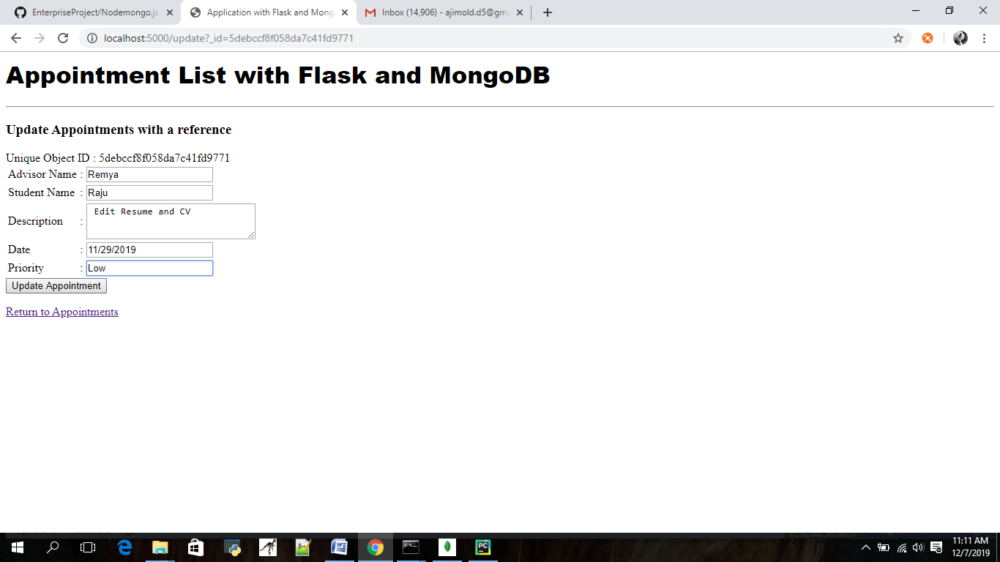 EnterpriseProject/Nodemongo.js
Application with Flask and Mong
Inbox (14,906) - ajimold.d5@gma
localhost:5000/update?_id=5debccf8f058da7c41fd9771
Appointment List with Flask and MongoDB
Update Appointments with a reference
Unique Object ID : 5debccf8f058da7c41fd9771
Advisor Name : Remya
Student Name : Raju
Description : Edit Resume and CV
Date : 11/29/2019
Priority : Low
Update Appointment
Return to Appointments
11:11 AM
12/7/2019